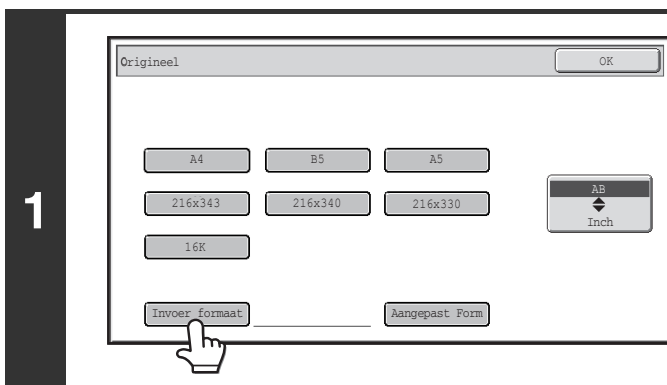 1
Origineel OK
A4 B5 A5
AB
216x343 216x340 216x330
Inch
16K
Invoer formaat Aangepast Form